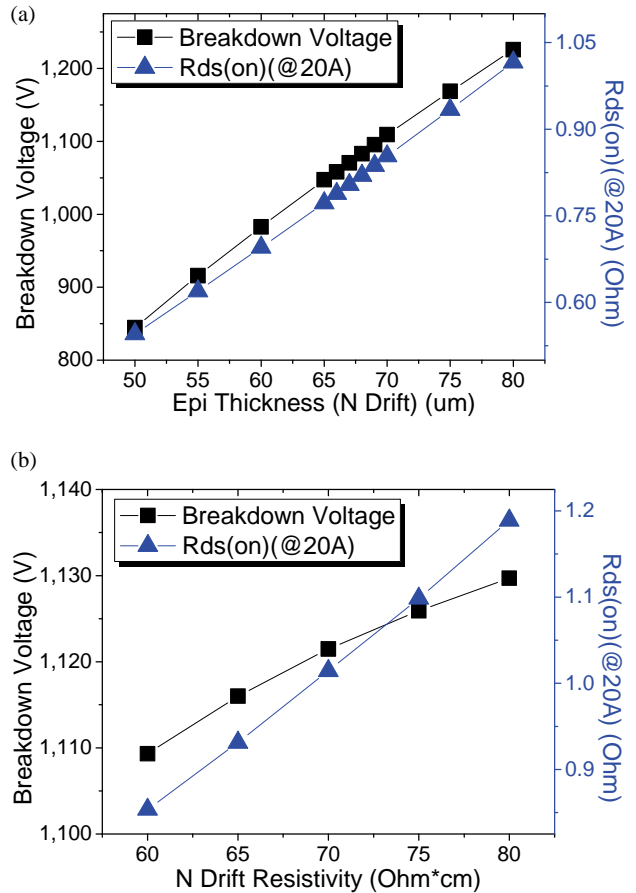 (a)
Breakdown Voltage
Rds(on)(@20A)
1,200
1,100
1,000
900
800
Breakdown Voltage (V)
1.05
0.90
0.75
0.60
Rds(on)(@20A) (Ohm)
50 55 60 65 70 75 80
Epi Thickness (N Drift) (um)
(b)
Breakdown Voltage
Rds(on)(@20A)
1,140
1,130
1,120
1,110
1,100
Breakdown Voltage (V)
1.2
1.1
1.0
0.9
Rds(on)(@20A) (Ohm)
60 65 70 75 80
N Drift Resistivity (Ohm*cm)